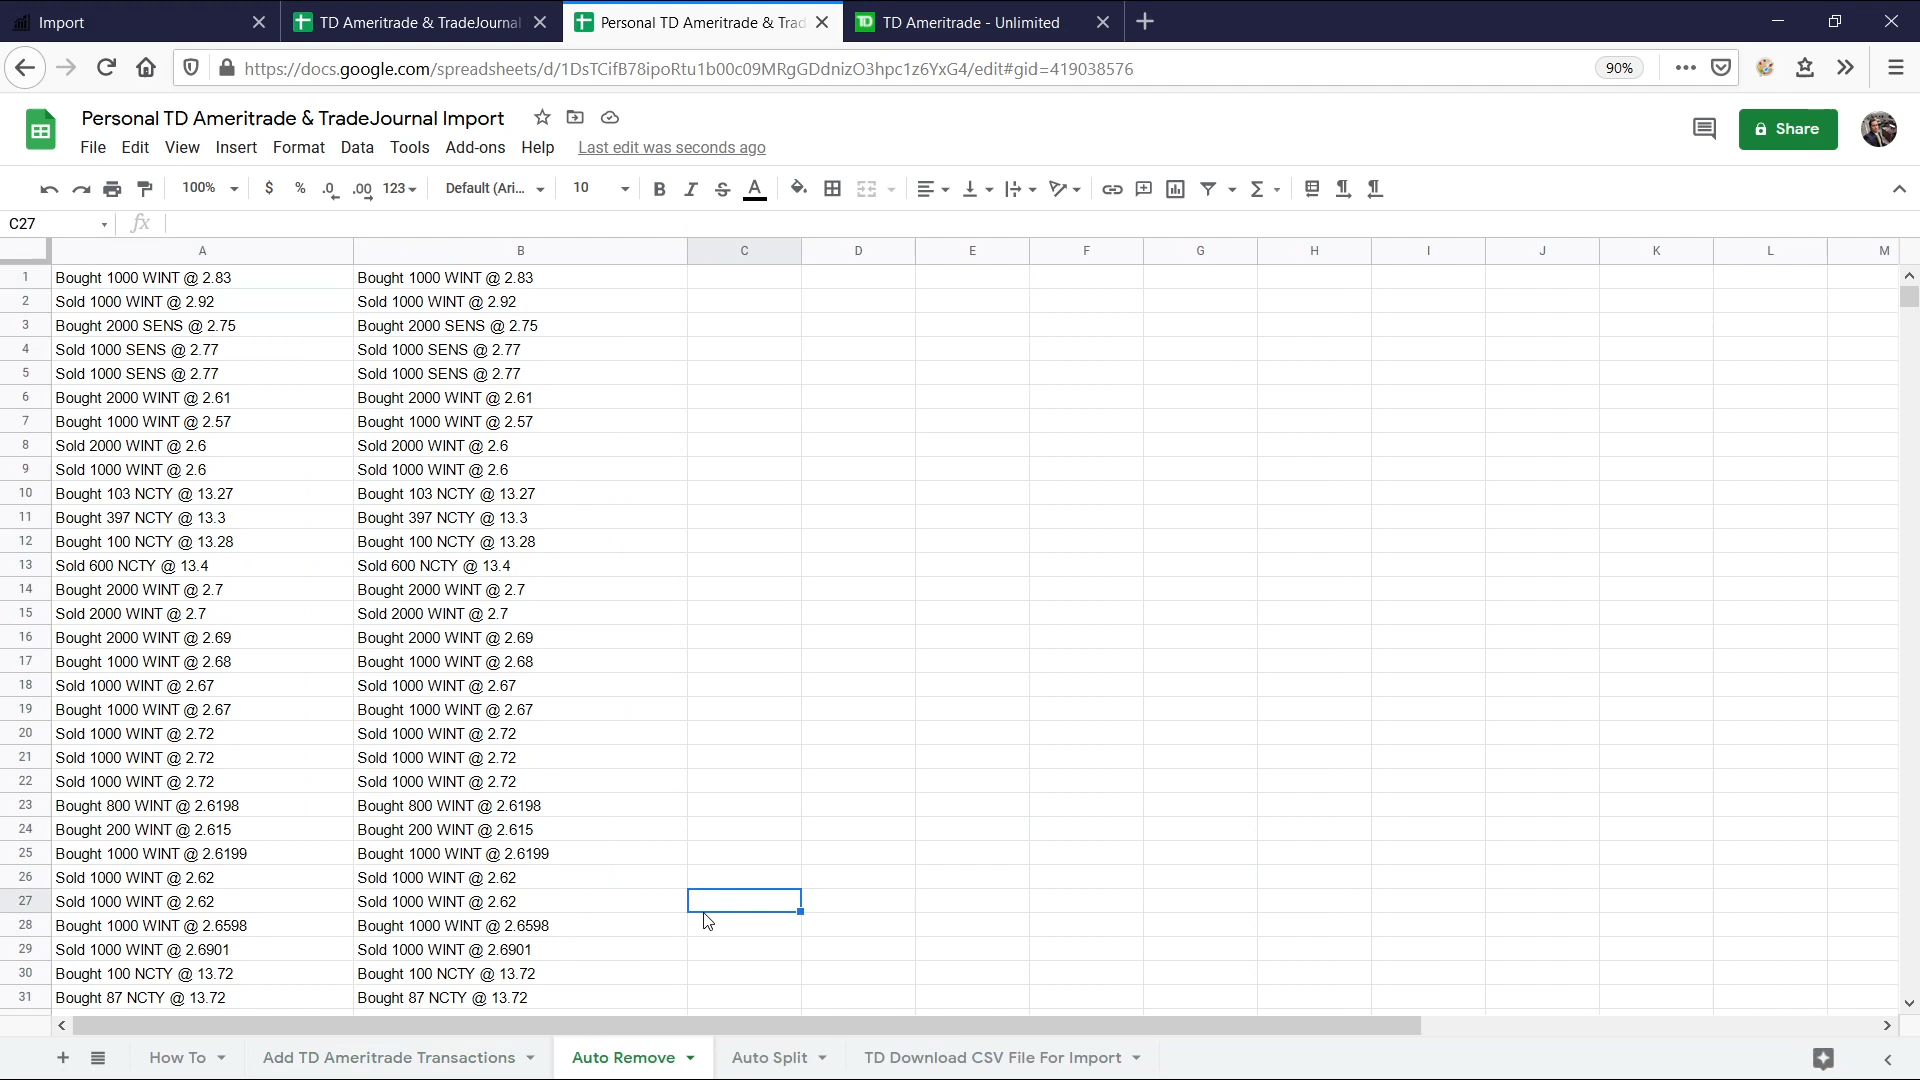 Import
TD Ameritrade & TradeJournal
Personal TD Ameritrade & Trad
TD Ameritrade - Unlimited
https://docs.google.com/spreadsheets/d/1DsTCifB78ipoRtu1b00c09MRgGDdnizO3hpc1z6YxG4/edit#gid=419038576
90%
Personal TD Ameritrade & TradeJournal Import
Share
File Edit View Insert Format Data Tools Add-ons Help Last edit was seconds ago
100% $ % .0 .00 123 Default (Ari... 10 B I S A
C27 fx
A B C D E F G H I J K L M
1 Bought 1000 WINT @ 2.83 Bought 1000 WINT @ 2.83
2 Sold 1000 WINT @ 2.92 Sold 1000 WINT @ 2.92
3 Bought 2000 SENS @ 2.75 Bought 2000 SENS @ 2.75
4 Sold 1000 SENS @ 2.77 Sold 1000 SENS @ 2.77
5 Sold 1000 SENS @ 2.77 Sold 1000 SENS @ 2.77
6 Bought 2000 WINT @ 2.61 Bought 2000 WINT @ 2.61
7 Bought 1000 WINT @ 2.57 Bought 1000 WINT @ 2.57
8 Sold 2000 WINT @ 2.6 Sold 2000 WINT @ 2.6
9 Sold 1000 WINT @ 2.6 Sold 1000 WINT @ 2.6
10 Bought 103 NCTY @ 13.27 Bought 103 NCTY @ 13.27
11 Bought 397 NCTY @ 13.3 Bought 397 NCTY @ 13.3
12 Bought 100 NCTY @ 13.28 Bought 100 NCTY @ 13.28
13 Sold 600 NCTY @ 13.4 Sold 600 NCTY @ 13.4
14 Bought 2000 WINT @ 2.7 Bought 2000 WINT @ 2.7
15 Sold 2000 WINT @ 2.7 Sold 2000 WINT @ 2.7
16 Bought 2000 WINT @ 2.69 Bought 2000 WINT @ 2.69
17 Bought 1000 WINT @ 2.68 Bought 1000 WINT @ 2.68
18 Sold 1000 WINT @ 2.67 Sold 1000 WINT @ 2.67
19 Bought 1000 WINT @ 2.67 Bought 1000 WINT @ 2.67
20 Sold 1000 WINT @ 2.72 Sold 1000 WINT @ 2.72
21 Sold 1000 WINT @ 2.72 Sold 1000 WINT @ 2.72
22 Sold 1000 WINT @ 2.72 Sold 1000 WINT @ 2.72
23 Bought 800 WINT @ 2.6198 Bought 800 WINT @ 2.6198
24 Bought 200 WINT @ 2.615 Bought 200 WINT @ 2.615
25 Bought 1000 WINT @ 2.6199 Bought 1000 WINT @ 2.6199
26 Sold 1000 WINT @ 2.62 Sold 1000 WINT @ 2.62
27 Sold 1000 WINT @ 2.62 Sold 1000 WINT @ 2.62
28 Bought 1000 WINT @ 2.6598 Bought 1000 WINT @ 2.6598
29 Sold 1000 WINT @ 2.6901 Sold 1000 WINT @ 2.6901
30 Bought 100 NCTY @ 13.72 Bought 100 NCTY @ 13.72
31 Bought 87 NCTY @ 13.72 Bought 87 NCTY @ 13.72
How To Add TD Ameritrade Transactions Auto Remove Auto Split TD Download CSV File For Import